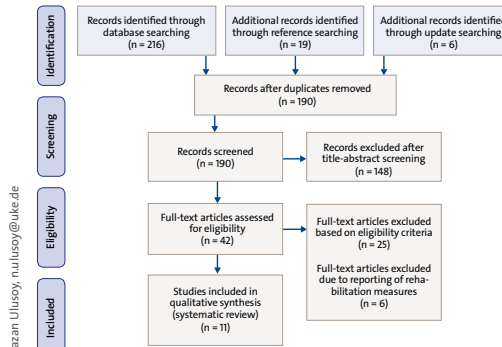 Identification
Records identified through
database searching
(n = 216)
Additional records identified
through reference searching
(n = 19)
Additional records identified
through update searching
(n = 6)
Records after duplicates removed
(n = 190)
Screening
Records screened
(n = 190)
Records excluded after
title-abstract screening
(n = 148)
Eligibility
Full-text articles assessed
for eligibility
(n = 42)
Full-text articles excluded
based on eligibility criteria
(n = 25)
Full-text articles excluded
due to reporting of reha-
bilitation measures
(n = 6)
Included
Studies included in
qualitative synthesis
(systematic review)
(n = 11)
azan Ulusoy, n.ulusoy@uke.de